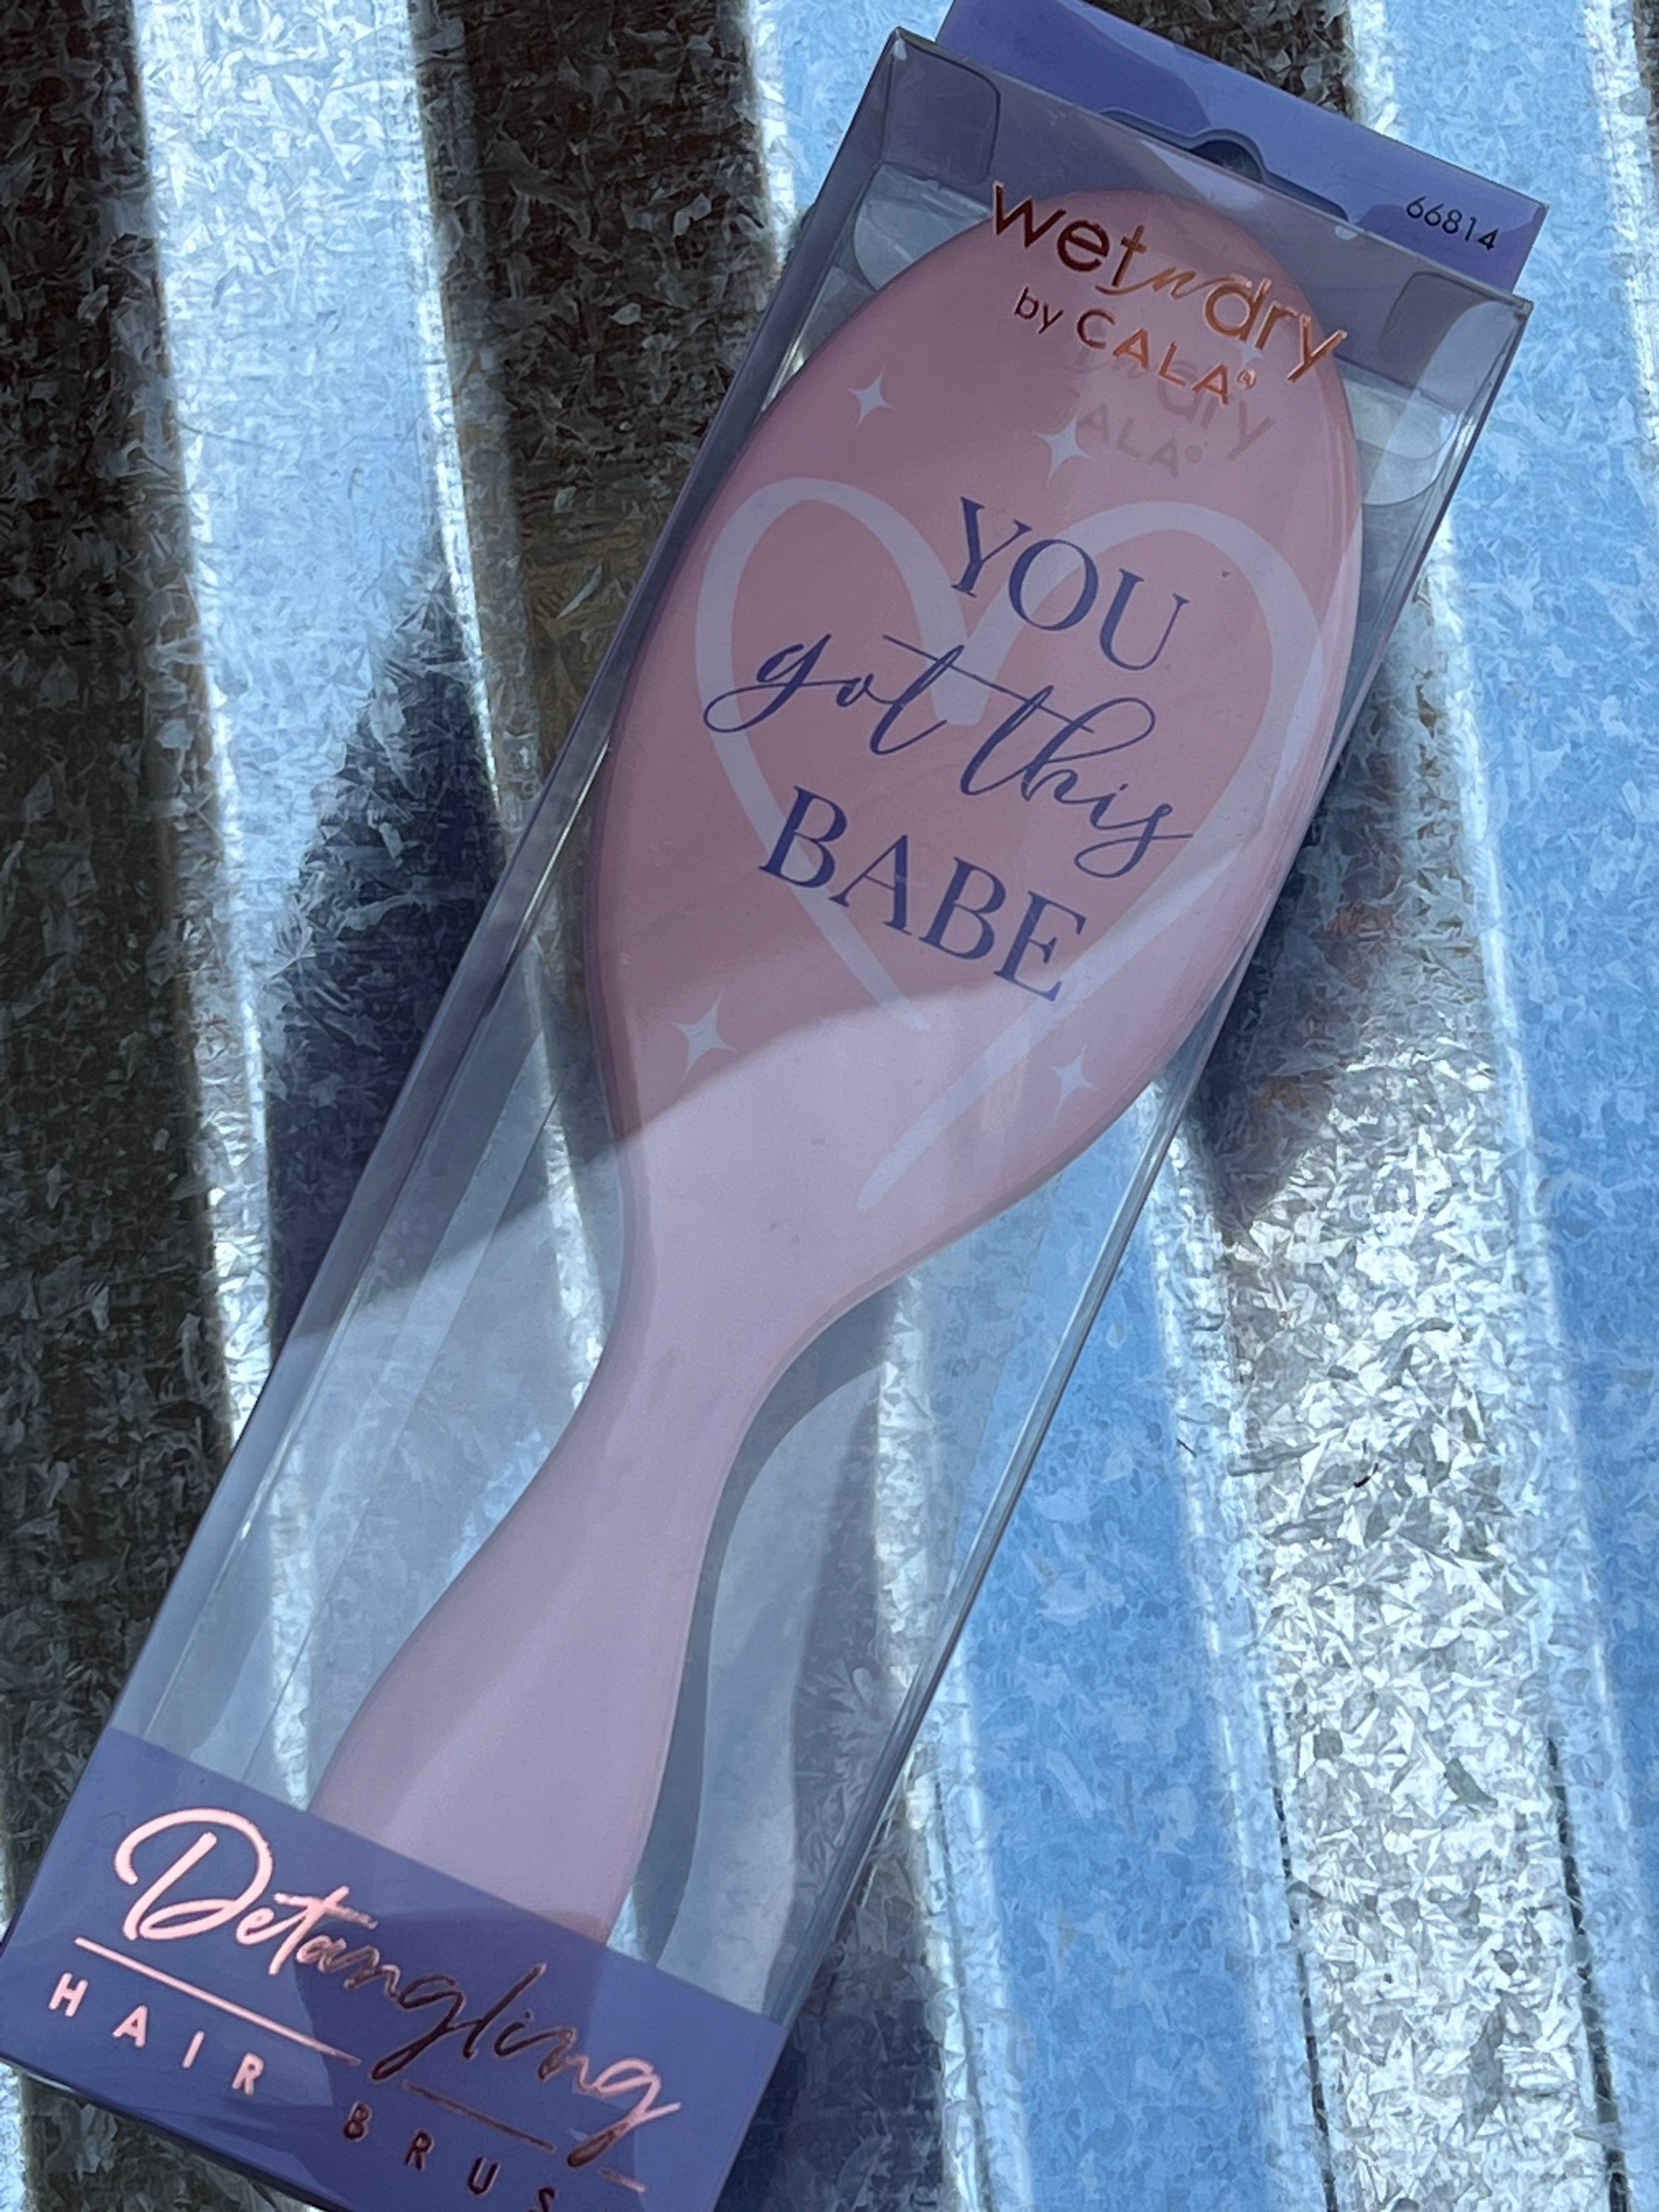 66814
wet n dry
by CALA®
YOU
got this
BABE
Detangling
HAIR BRUS